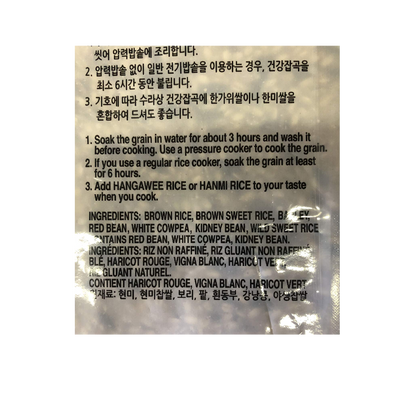 씻어 압력밥솥에 조리합니다.
2. 압력밥솥 없이 일반 전기밥솥을 이용하는 경우, 건강잡곡을
최소 6시간 동안 불립니다.
3. 기호에 따라 수라상 건강잡곡에 한가위쌀이나 한미쌀을
혼합하여 드셔도 좋습니다.
1. Soak the grain in water for about 3 hours and wash it
before cooking. Use a pressure cooker to cook the grain.
2. If you use a regular rice cooker, soak the grain at least
for 6 hours.
3. Add HANGAWEE RICE or HANMI RICE to your taste
when you cook.
INGREDIENTS: BROWN RICE, BROWN SWEET RICE, BARLEY,
RED BEAN, WHITE COWPEA, KIDNEY BEAN, WILD SWEET RICE
CONTAINS RED BEAN, WHITE COWPEA, KIDNEY BEAN.
INGRÉDIENTS: RIZ NON RAFFINÉ, RIZ GLUANT NON RAFFINÉ
BLÉ, HARICOT ROUGE, VIGNA BLANC, HARICOT VERT
RIZ GLUANT NATUREL.
CONTIENT HARICOT ROUGE, VIGNA BLANC, HARICOT VERT
원재료: 현미, 현미찹쌀, 보리, 팥, 흰동부, 강낭콩, 야생찹쌀